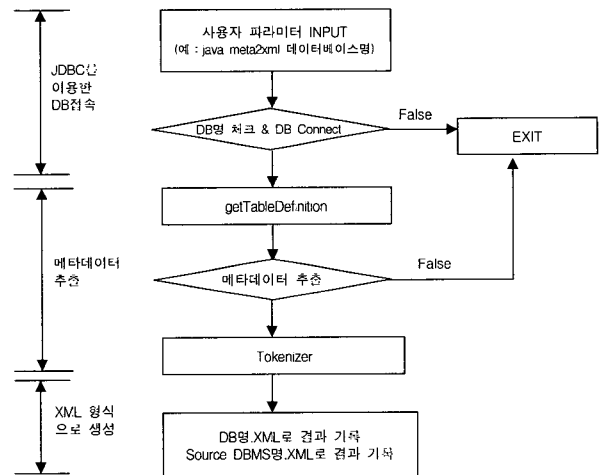 사용자 파라미터 INPUT
(예 : java meta2xml 데이터베이스명)
JDBC를
이용한
DB접속
False
DB명 체크 & DB Connect
EXIT
getTableDefinition
메타데이터
추출
False
메타데이터 추출
Tokenizer
XML 형식
으로 생성
DB명.XML로 결과 기록
Source DBMS명.XML로 결과 기록